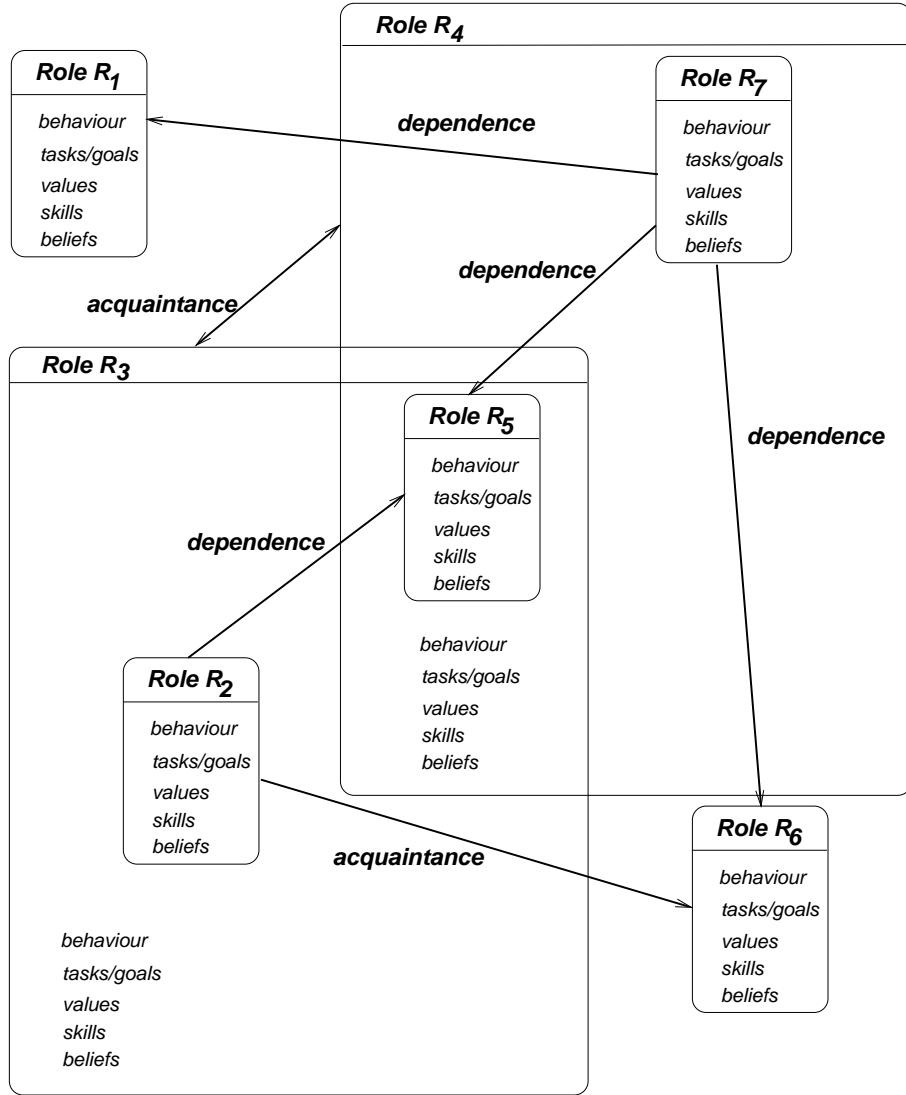 Role R4
Role R1
behaviour
tasks/goals
values
skills
beliefs
Role R7
behaviour
tasks/goals
values
skills
beliefs
dependence
dependence
acquaintance
dependence
Role R3
Role R5
behaviour
tasks/goals
values
skills
beliefs
dependence
behaviour
tasks/goals
values
skills
beliefs
Role R2
behaviour
tasks/goals
values
skills
beliefs
acquaintance
Role R6
behaviour
tasks/goals
values
skills
beliefs
behaviour
tasks/goals
values
skills
beliefs